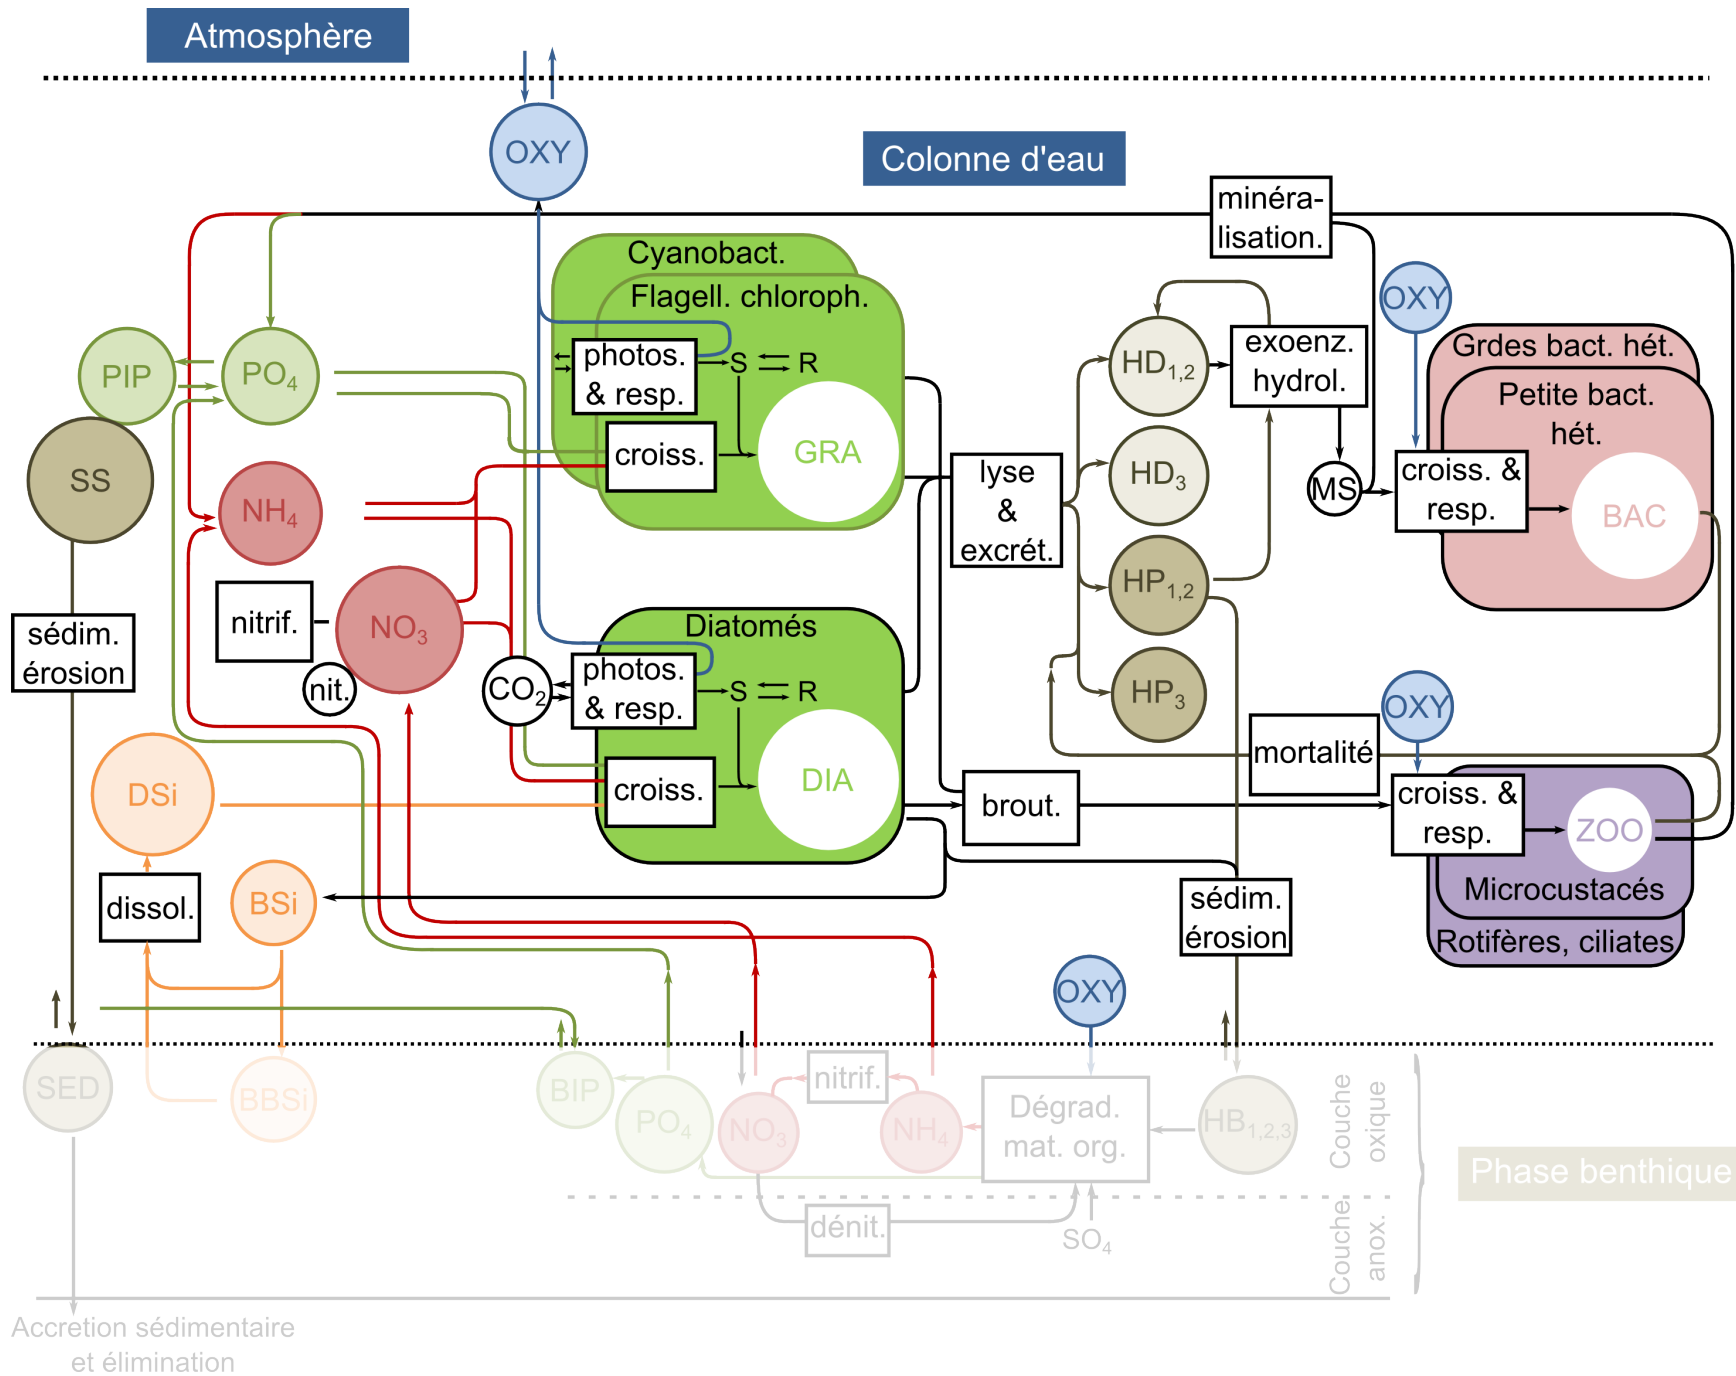 Atmosphère
OXY
Colonne d'eau
minéra-
lisation.
Cyanobact.
Flagell. chloroph.
photos.
& resp.
S
R
croiss.
GRA
PIP
PO4
SS
NH4
nitrif.
NO3
nit.
sédim.
érosion
lyse
&
excrét.
HD1,2
HD3
HP1,2
HP3
exoenz.
hydrol.
MS
OXY
Grdes bact. hét.
Petite bact.
hét.
croiss. &
resp.
BAC
Diatomés
CO2
photos.
& resp.
S
R
croiss.
DIA
DSi
dissol.
BSi
brout.
mortalité
OXY
croiss. &
resp.
ZOO
Microcustacés
Rotifères, ciliates
sédim.
érosion
OXY
SED
BBSi
BIP
PO4
NO3
nitrif.
NH4
Dégrad.
mat. org.
HB1,2,3
Couche
oxique
Phase benthique
dénit.
SO4
Couche
anox.
Accretion sédimentaire
et élimination